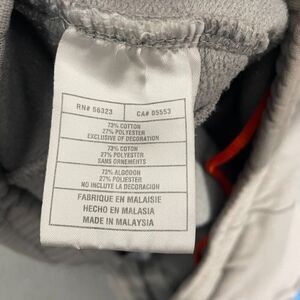 RN# 56323 CA# 05553
73% COTTON
27% POLYESTER
EXCLUSIVE OF DECORATION
73% COTON
27% POLYESTER
SANS ORNEMENTS
73% ALGODON
27% POLIESTER
NO INCLUYE LA DECORACION
FABRIQUE EN MALAISIE
HECHO EN MALASIA
MADE IN MALAYSIA